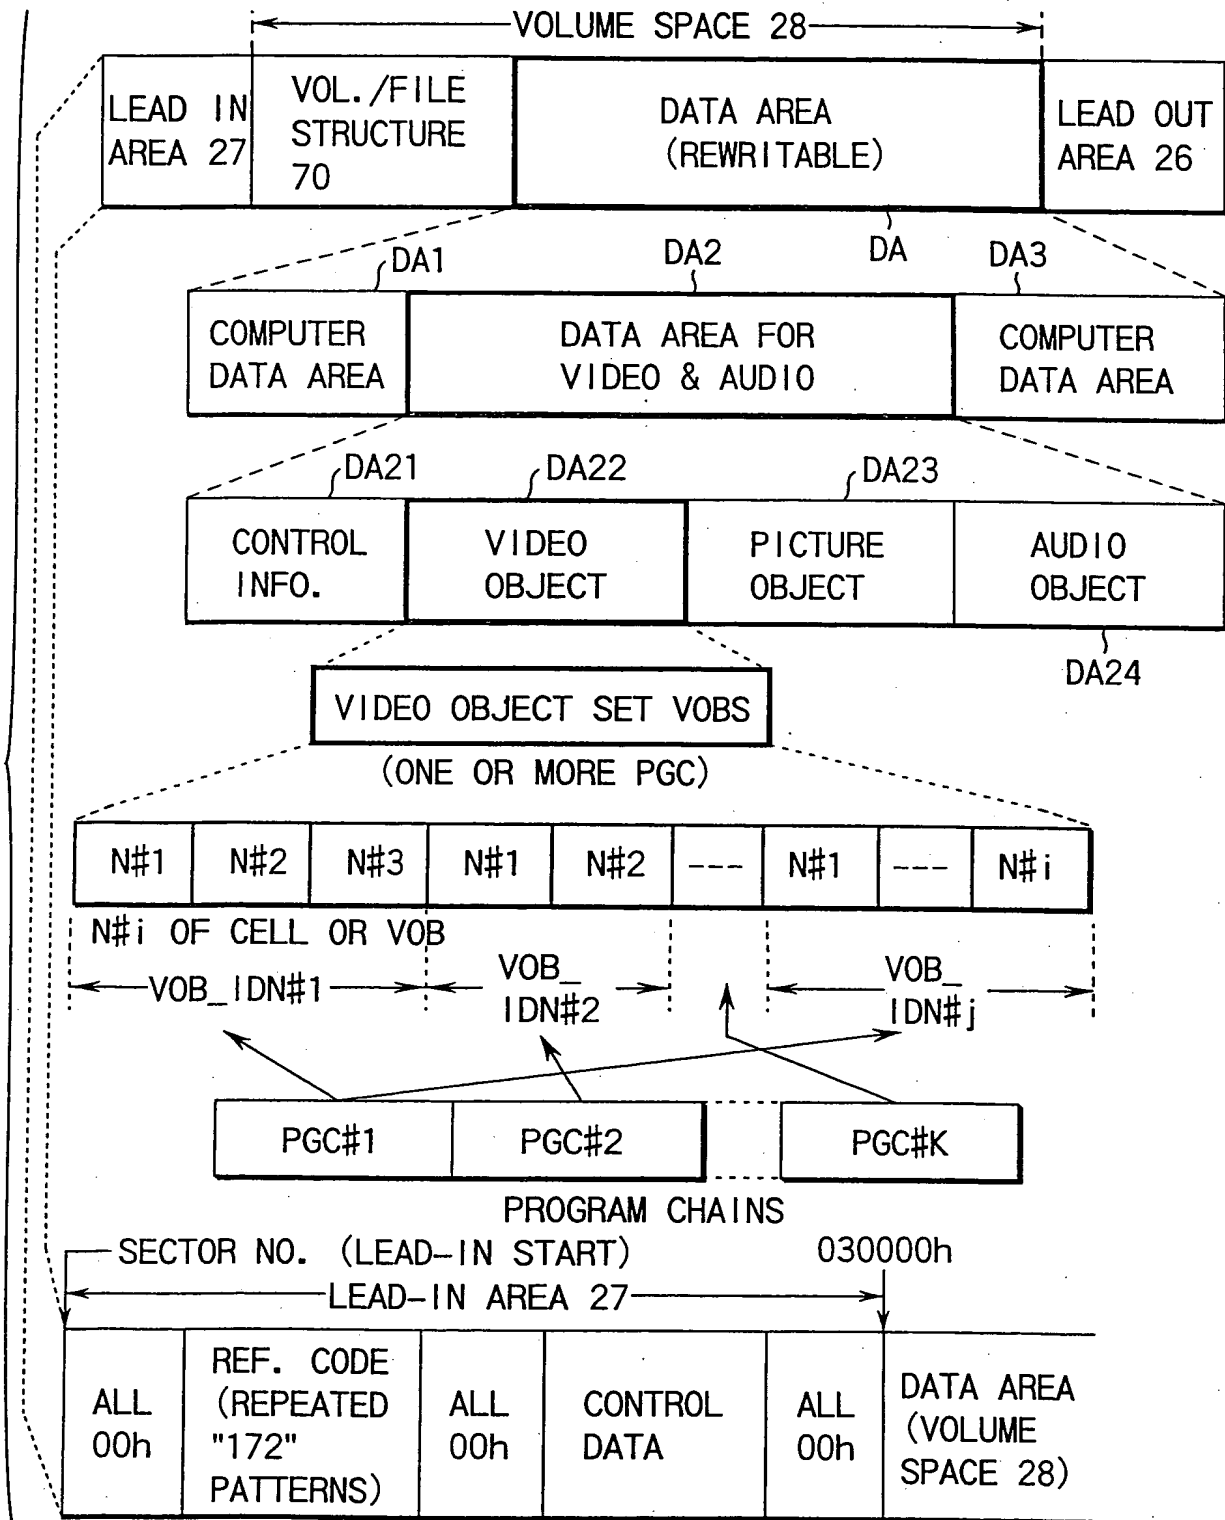 VOLUME SPACE 28
LEAD IN
AREA 27
VOL./FILE
STRUCTURE
70
DATA AREA
(REWRITABLE)
LEAD OUT
AREA 26
DA
DA1
DA2
DA3
COMPUTER
DATA AREA
DATA AREA FOR
VIDEO & AUDIO
COMPUTER
DATA AREA
DA21
DA22
DA23
CONTROL
INFO.
VIDEO
OBJECT
PICTURE
OBJECT
AUDIO
OBJECT
DA24
VIDEO OBJECT SET VOBS
(ONE OR MORE PGC)
N#1
N#2
N#3
N#1
N#2
---
N#1
---
N#i
N#i OF CELL OR VOB
VOB_IDN#1
VOB_
IDN#2
VOB_
IDN#j
PGC#1
PGC#2
PGC#K
PROGRAM CHAINS
SECTOR NO. (LEAD-IN START)
030000h
LEAD-IN AREA 27
ALL
00h
REF. CODE
(REPEATED
"172"
PATTERNS)
ALL
00h
CONTROL
DATA
ALL
00h
DATA AREA
(VOLUME
SPACE 28)